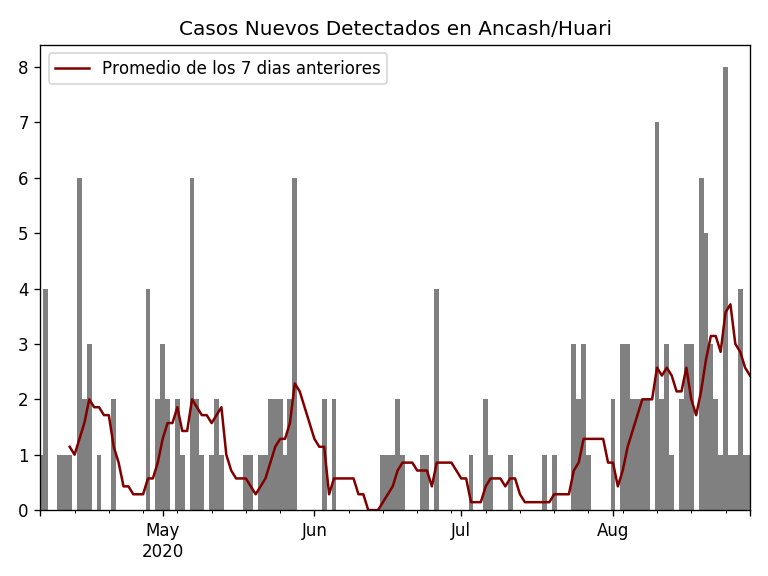 Casos Nuevos Detectados en Ancash/Huari
Promedio de los 7 dias anteriores
8
7
6
5
4
3
2
1
0
May
2020
Jun
Jul
Aug